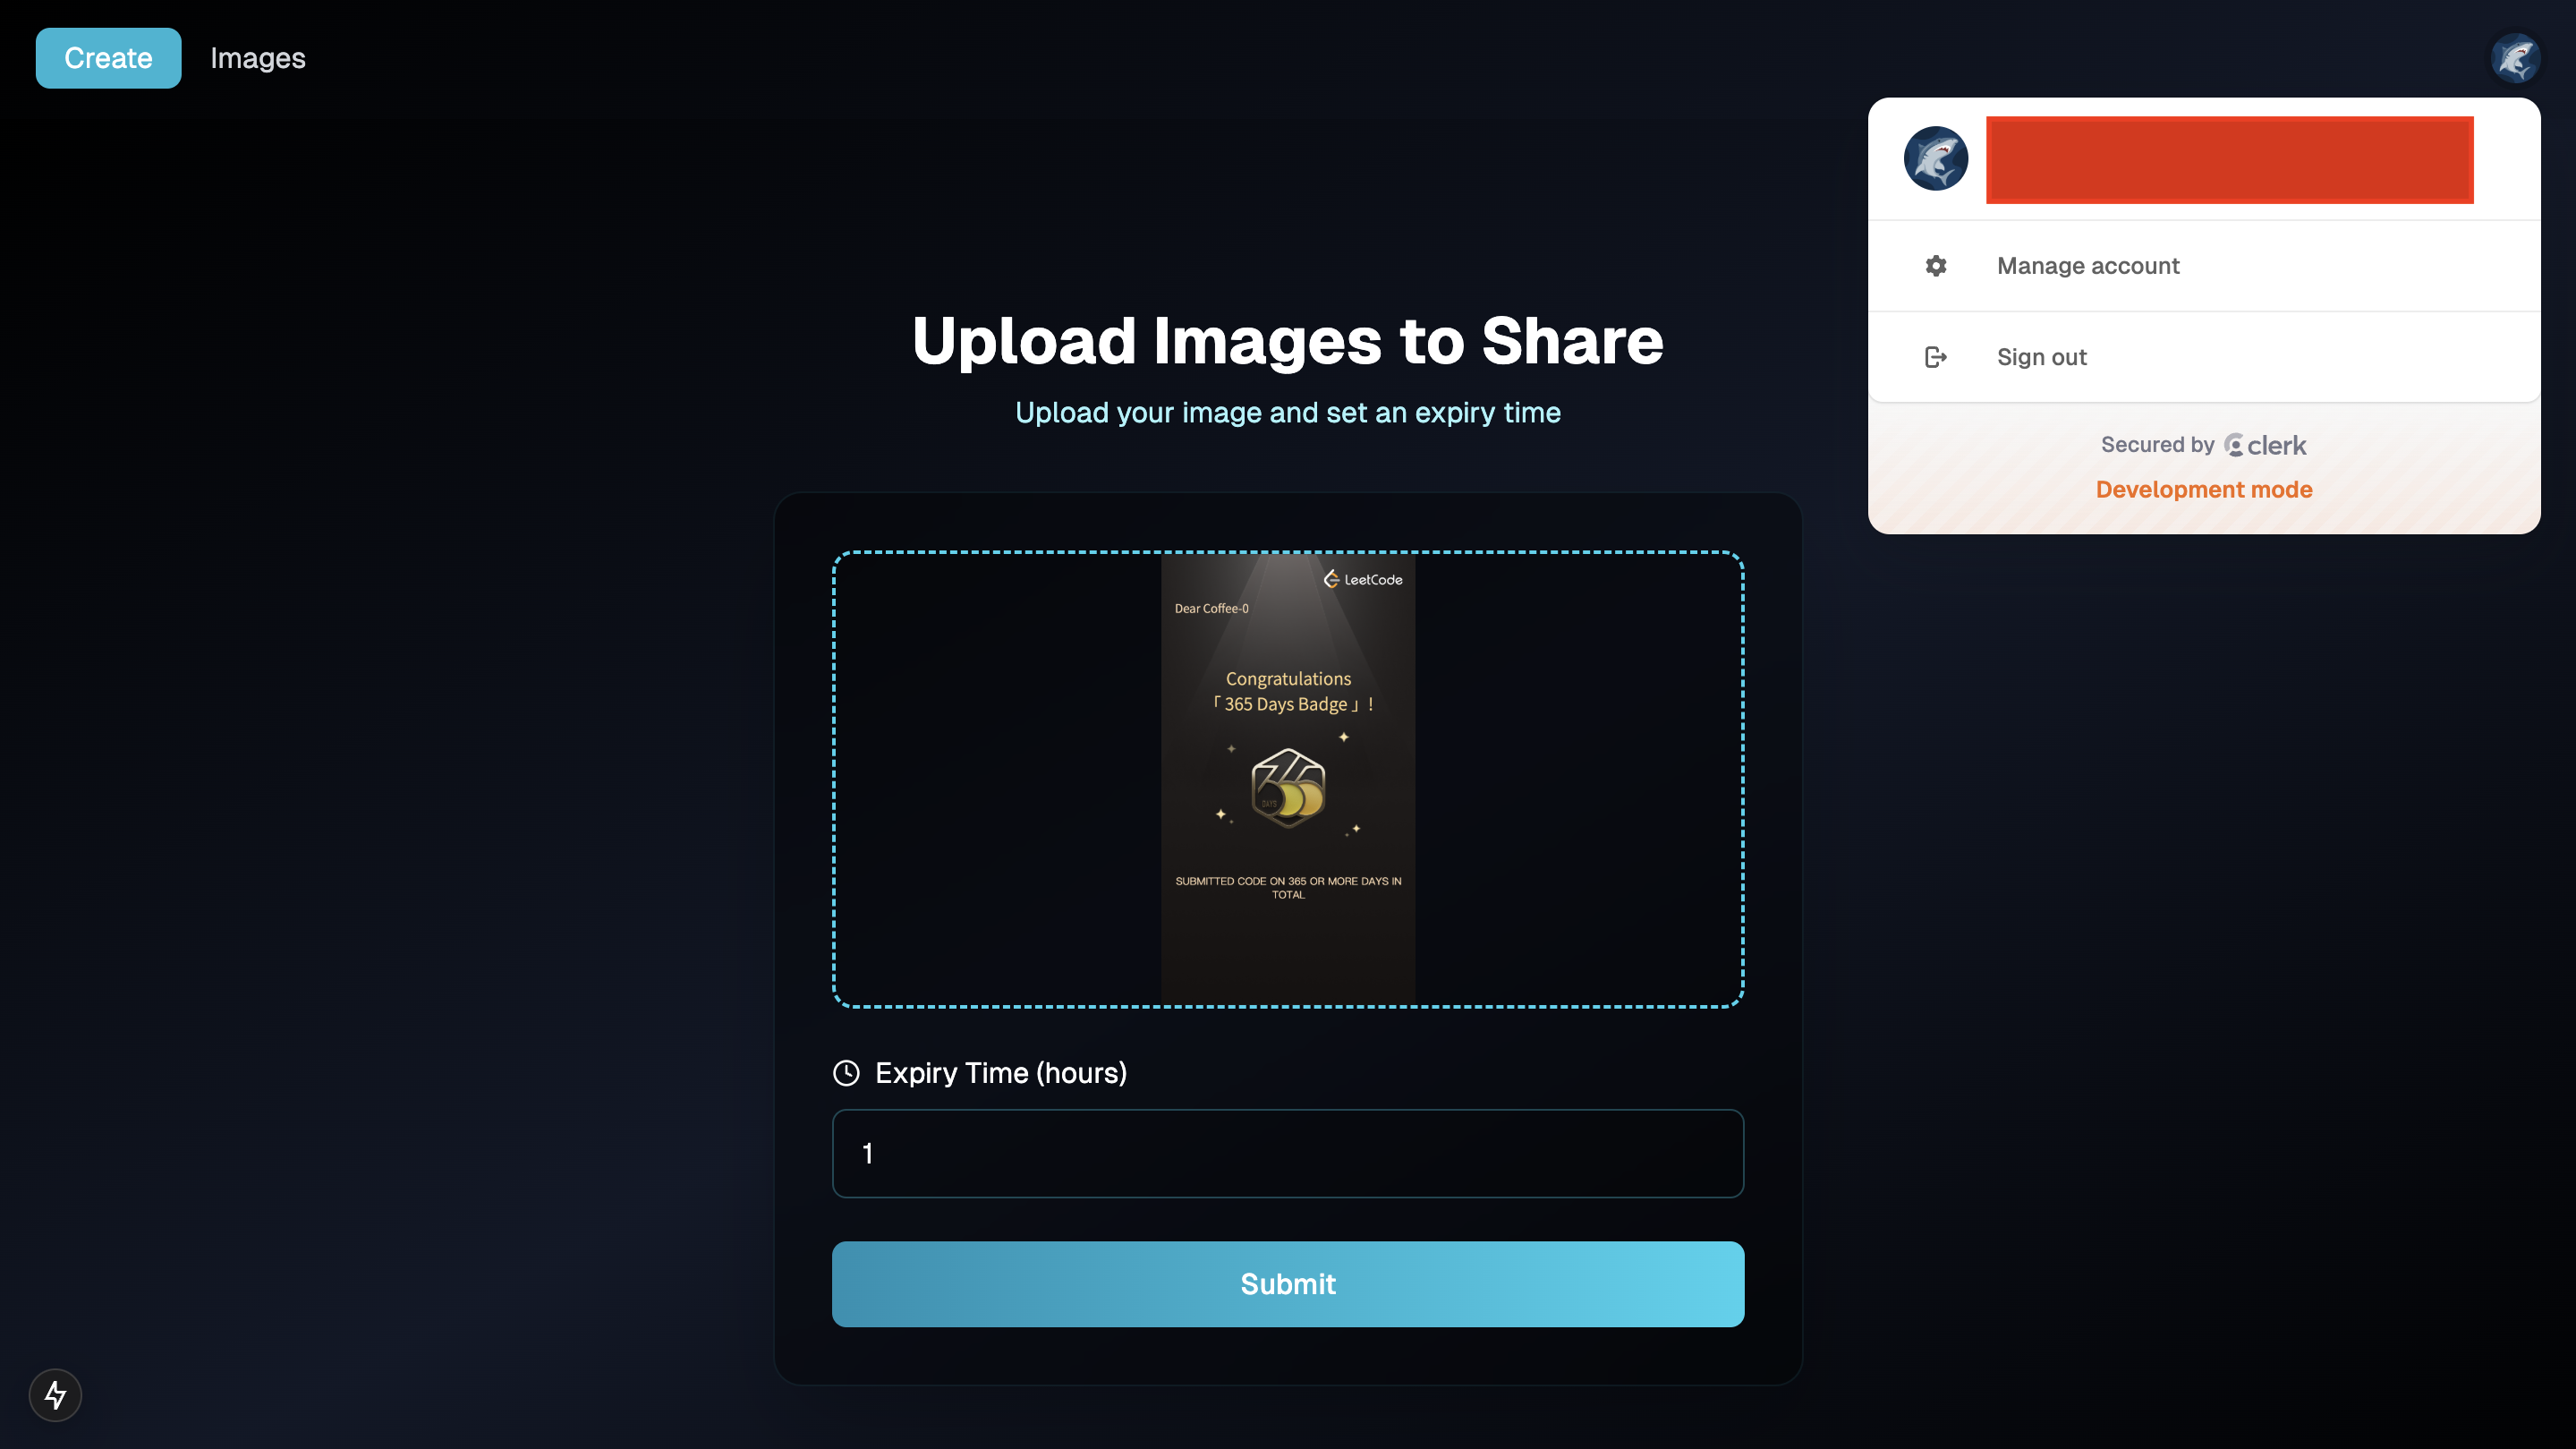 Create
Images
Manage account
Sign out
Secured by clerk
Development mode
Upload Images to Share
Upload your image and set an expiry time
LeetCode
Dear Coffee-0
Congratulations
「 365 Days Badge 」 !
365
DAYS
SUBMITTED CODE ON 365 OR MORE DAYS IN
TOTAL
Expiry Time (hours)
1
Submit